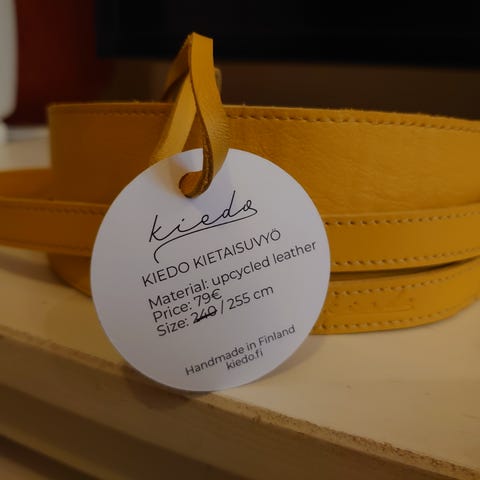 kiedo
KIEDO KIETAISUVYÖ
Material: upcycled leather
Price: 79€
Size: 240 / 255 cm
Handmade in Finland
kiedo.fi